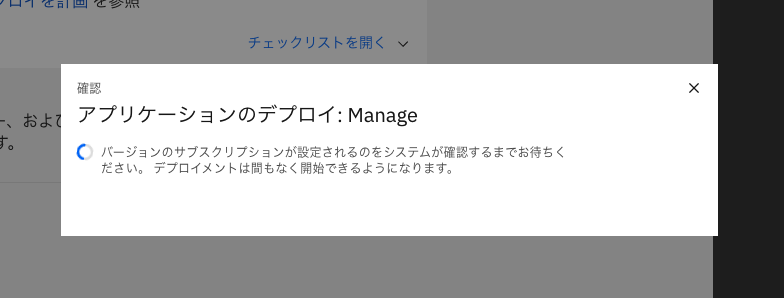 プロイを計画 を参照
チェックリストを開く
確認
アプリケーションのデプロイ: Manage
ー、および
バージョンのサブスクリプションが設定されるのをシステムが確認するまでお待ちく
ださい。 デプロイメントは間もなく開始できるようになります。
す。